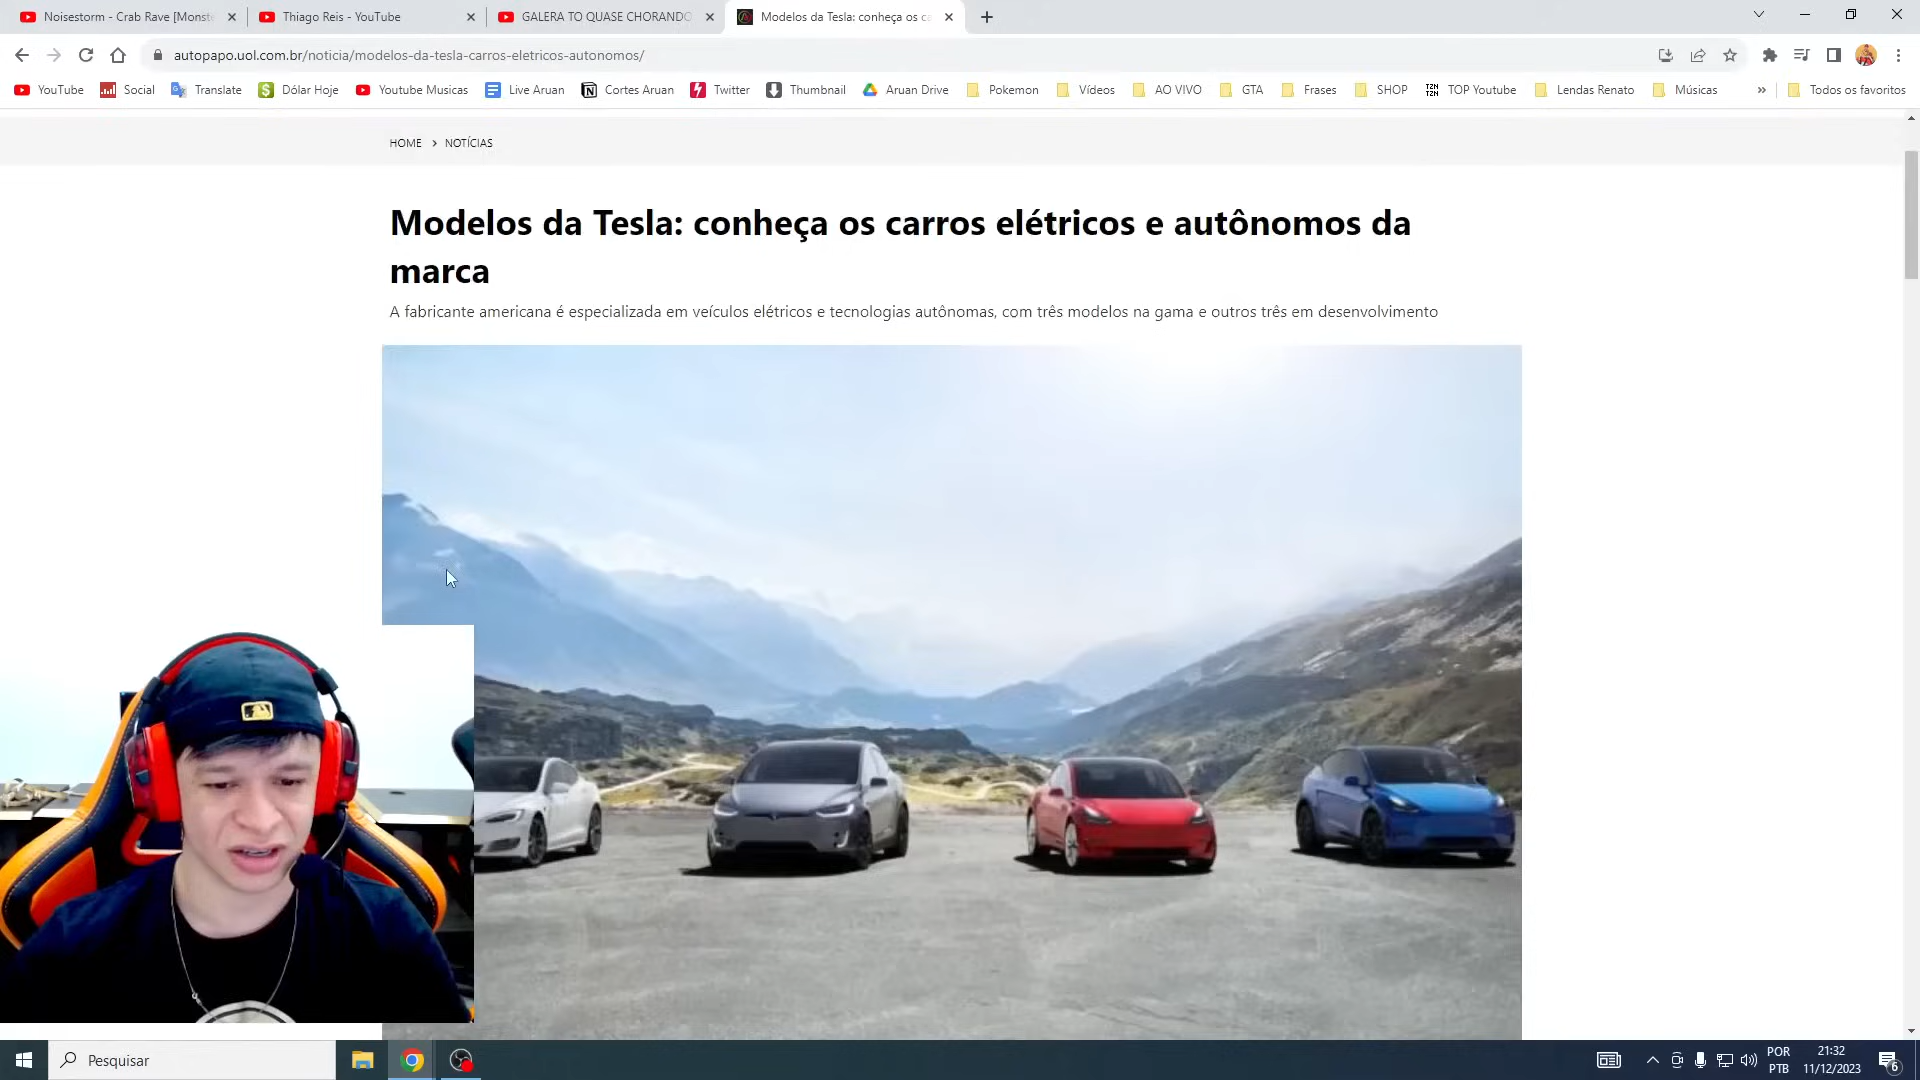 Noisestorm - Crab Rave [Monst
Thiago Reis - YouTube
GALERA TO QUASE CHORANDO
Modelos da Tesla: conheça os ca
autopapo.uol.com.br/noticia/modelos-da-tesla-carros-eletricos-autonomos/
YouTube
Social
Translate
Dólar Hoje
Youtube Musicas
Live Aruan
Cortes Aruan
Twitter
Thumbnail
Aruan Drive
Pokemon
Vídeos
AO VIVO
GTA
Frases
SHOP
TOP Youtube
Lendas Renato
Músicas
»
Todos os favoritos
HOME > NOTÍCIAS
Modelos da Tesla: conheça os carros elétricos e autônomos da
marca
A fabricante americana é especializada em veículos elétricos e tecnologias autônomas, com três modelos na gama e outros três em desenvolvimento
Pesquisar
POR
PTB
21:32
11/12/2023
6